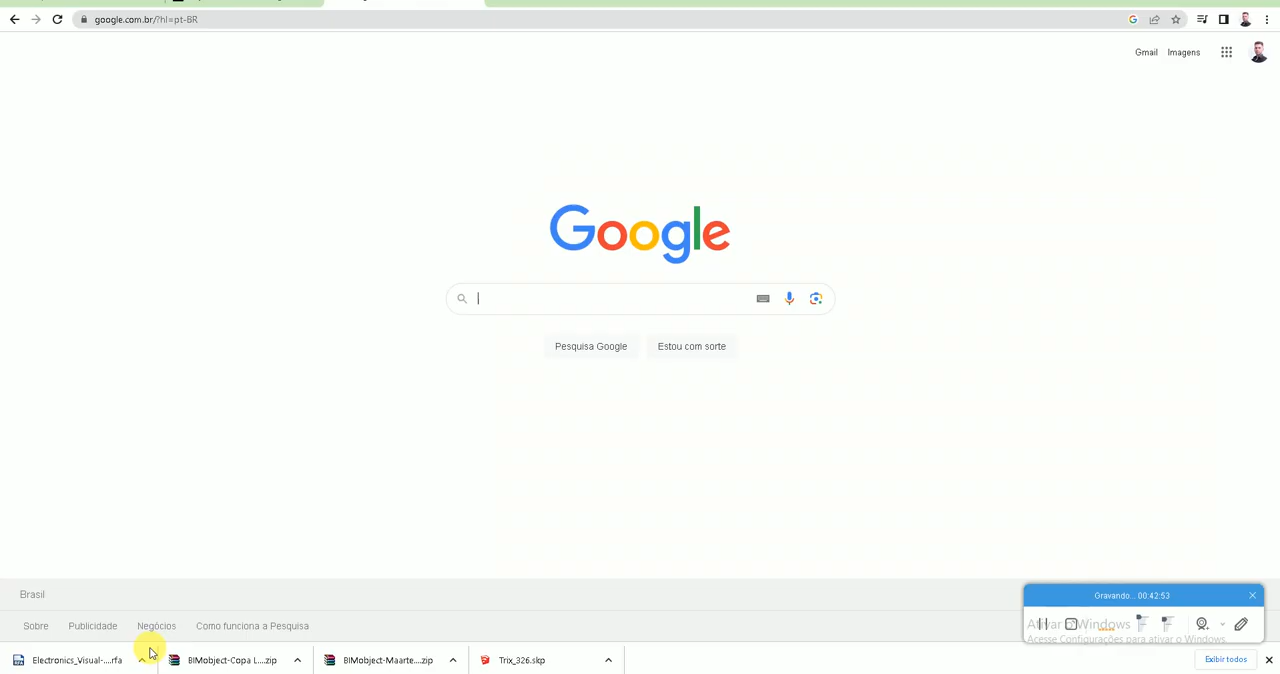 google.com.br/?hl=pt-BR
Gmail Imagens
Google
Pesquisa Google Estou com sorte
Brasil
Sobre Publicidade Negócios Como funciona a Pesquisa
Gravando... 00:42:53
Ativar o Windows
Acesse Configurações para ativar o Windows.
Electronics_Visual-....rfa BIMobject-Copa L....zip BIMobject-Maarte....zip Trix_326.skp Exibir todos